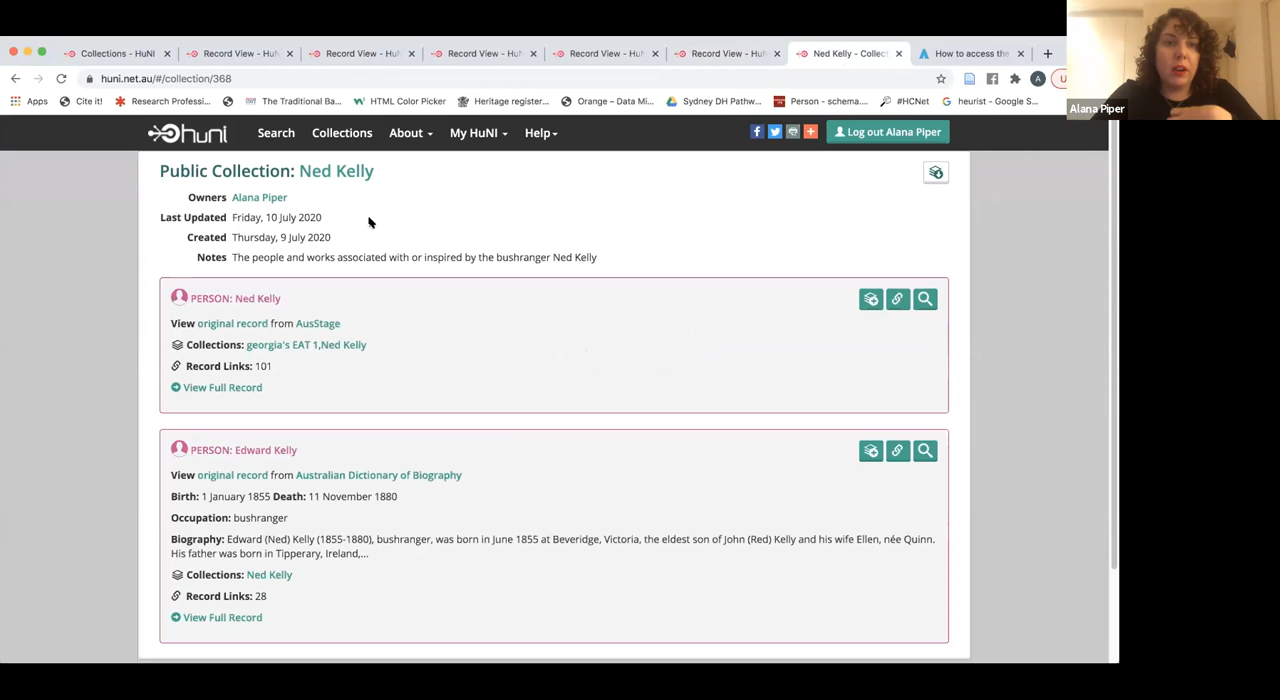 Collections - HuNI
Record View - HuN
Record View - HuN
Record View - HuN
Record View - HuN
Record View - HuN
Ned Kelly - Collect
How to access the
huni.net.au/#/collection/368
Apps
Cite it!
Research Professi...
The Traditional Ba...
HTML Color Picker
Heritage register...
Orange – Data Mi...
Sydney DH Pathw...
Person - schema....
#HCNet
heurist - Google S...
Alana Piper
huni
Search
Collections
About
My HuNI
Help
Log out Alana Piper
Public Collection: Ned Kelly
Owners Alana Piper
Last Updated Friday, 10 July 2020
Created Thursday, 9 July 2020
Notes The people and works associated with or inspired by the bushranger Ned Kelly
PERSON: Ned Kelly
View original record from AusStage
Collections: georgia's EAT 1,Ned Kelly
Record Links: 101
View Full Record
PERSON: Edward Kelly
View original record from Australian Dictionary of Biography
Birth: 1 January 1855 Death: 11 November 1880
Occupation: bushranger
Biography: Edward (Ned) Kelly (1855-1880), bushranger, was born in June 1855 at Beveridge, Victoria, the eldest son of John (Red) Kelly and his wife Ellen, née Quinn.
His father was born in Tipperary, Ireland,...
Collections: Ned Kelly
Record Links: 28
View Full Record